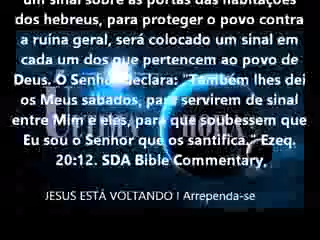 um sinal sobre as portas das habitações
dos hebreus, para proteger o povo contra
a ruína geral, será colocado um sinal em
cada um dos que pertencem ao povo de
Deus. O Senhor declara: "Também lhes dei
os Meus sábados, para servirem de sinal
entre Mim e eles, para que soubessem que
Eu sou o Senhor que os santifica." Ezeq.
20:12. SDA Bible Commentary,
JESUS ESTÁ VOLTANDO ! Arrependa-se